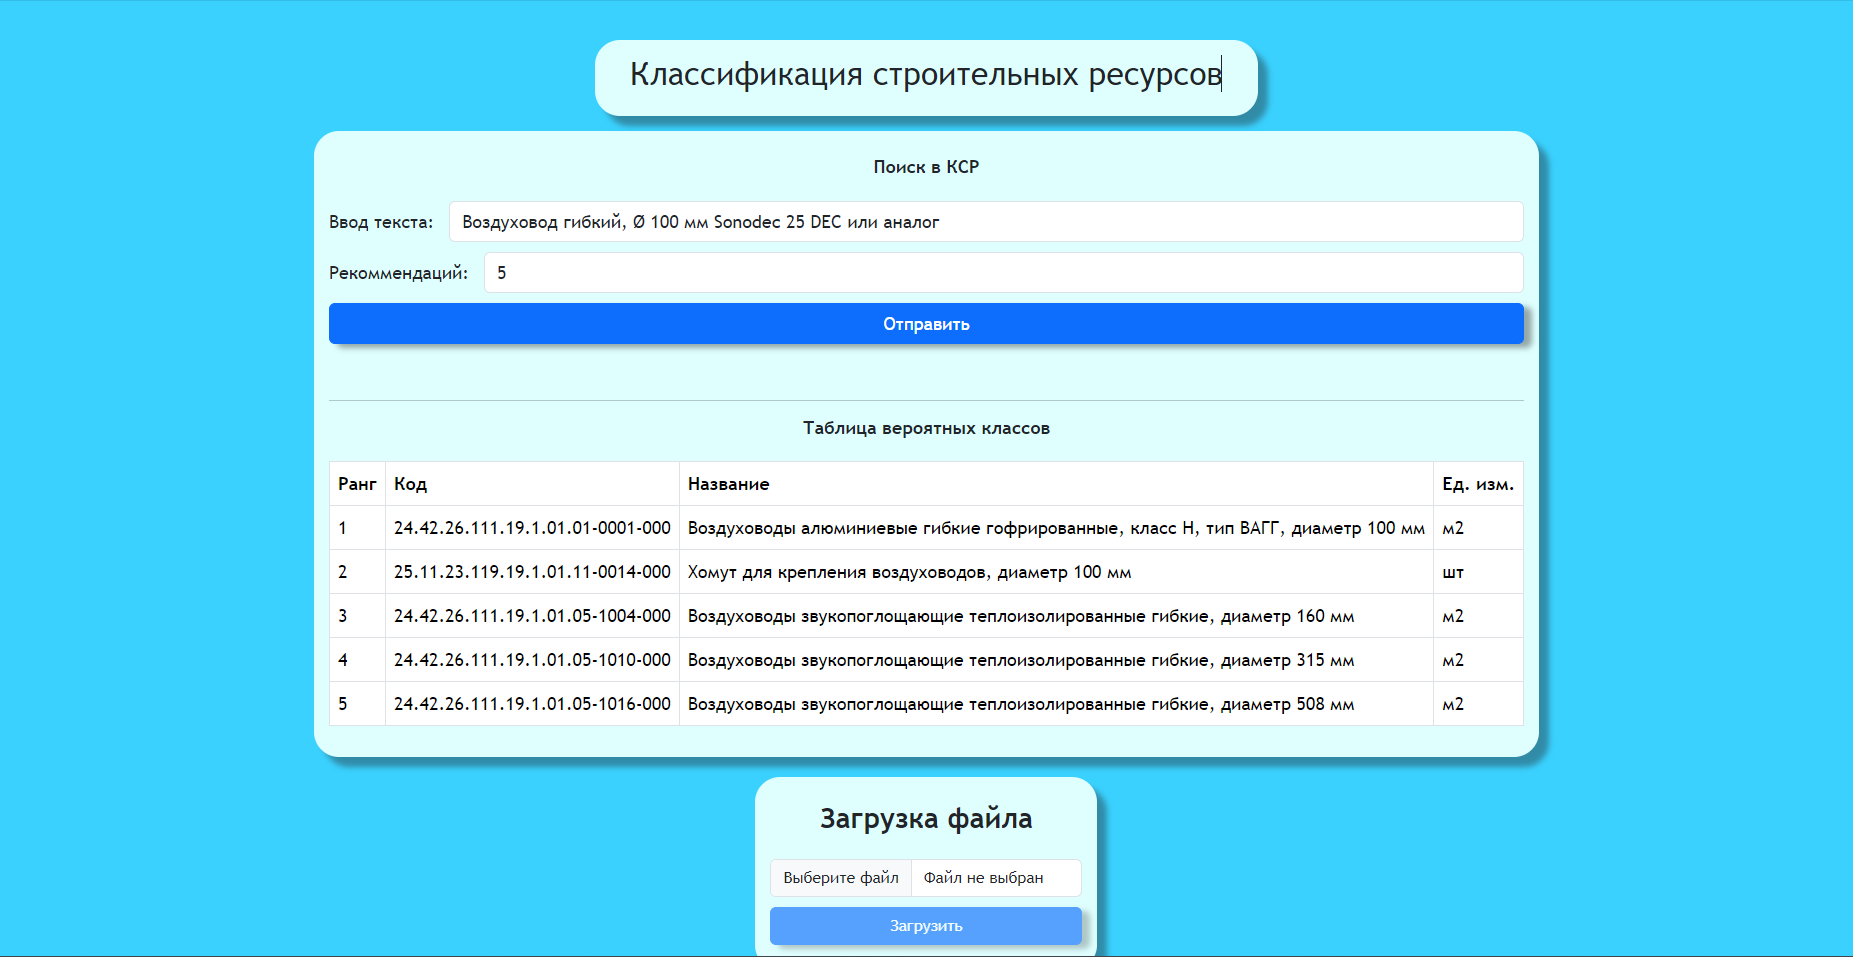 Классификация строительных ресурсов
Поиск в КСР
Ввод текста: Воздуховод гибкий, Ø 100 мм Sonodec 25 DEC или аналог
Рекоммендаций: 5
Отправить
Таблица вероятных классов
Ранг Код Название Ед. изм.
1 24.42.26.111.19.1.01.01-0001-000 Воздуховоды алюминиевые гибкие гофрированные, класс Н, тип ВАГГ, диаметр 100 мм м2
2 25.11.23.119.19.1.01.11-0014-000 Хомут для крепления воздуховодов, диаметр 100 мм шт
3 24.42.26.111.19.1.01.05-1004-000 Воздуховоды звукопоглощающие теплоизолированные гибкие, диаметр 160 мм м2
4 24.42.26.111.19.1.01.05-1010-000 Воздуховоды звукопоглощающие теплоизолированные гибкие, диаметр 315 мм м2
5 24.42.26.111.19.1.01.05-1016-000 Воздуховоды звукопоглощающие теплоизолированные гибкие, диаметр 508 мм м2
Загрузка файла
Выберите файл Файл не выбран
Загрузить